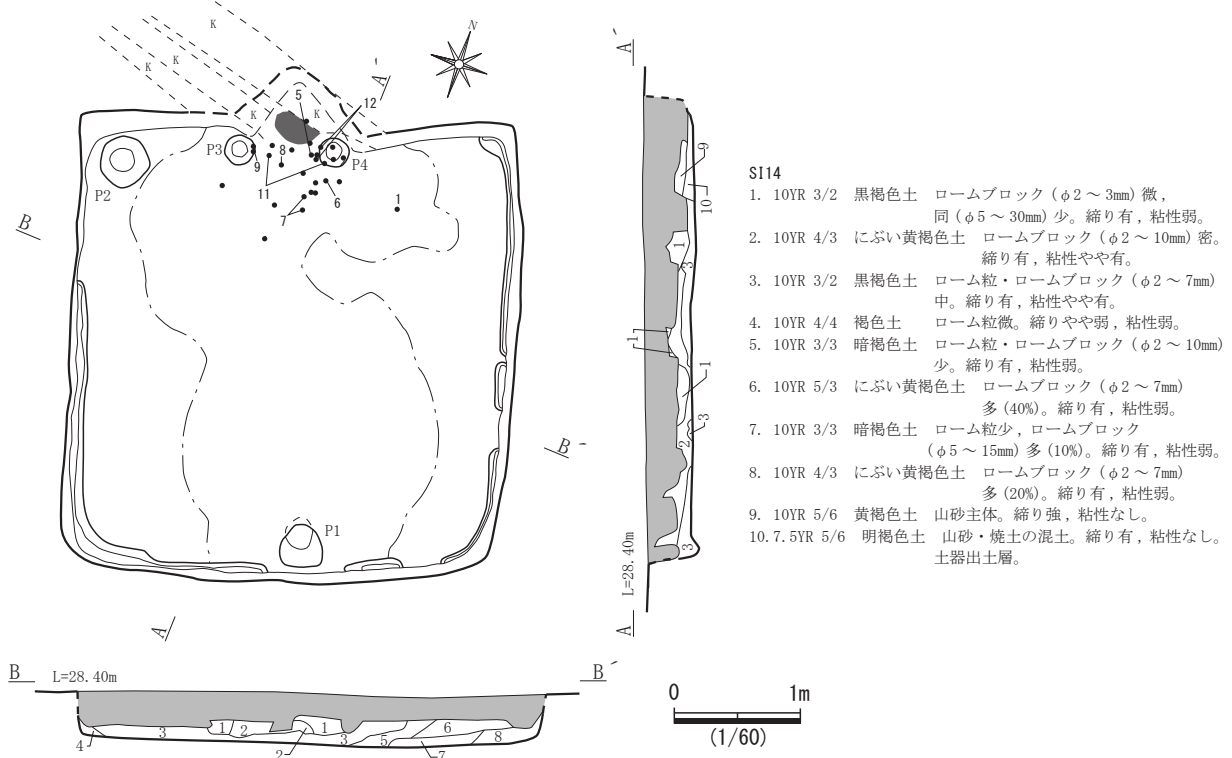 N
K
K
K
K
K
A´
5
12
P3
8
P4
P2
9
11
6
1
7
B
B´
P1
A
A´
9
10
1
3
1
1
3
2
3
L=28.40m
A
SI14
1. 10YR 3/2 黒褐色土 ロームブロック (φ2～3mm) 微,
同 (φ5～30mm) 少。締り有, 粘性弱。
2. 10YR 4/3 にぶい黄褐色土 ロームブロック (φ2～10mm) 密。
締り有, 粘性やや有。
3. 10YR 3/2 黒褐色土 ローム粒・ロームブロック (φ2～7mm)
中。締り有, 粘性やや有。
4. 10YR 4/4 褐色土 ローム粒微。締りやや弱, 粘性弱。
5. 10YR 3/3 暗褐色土 ローム粒・ロームブロック (φ2～10mm)
少。締り有, 粘性弱。
6. 10YR 5/3 にぶい黄褐色土 ロームブロック (φ2～7mm)
多 (40%)。締り有, 粘性弱。
7. 10YR 3/3 暗褐色土 ローム粒少, ロームブロック
(φ5～15mm) 多 (10%)。締り有, 粘性弱。
8. 10YR 4/3 にぶい黄褐色土 ロームブロック (φ2～7mm)
多 (20%)。締り有, 粘性弱。
9. 10YR 5/6 黄褐色土 山砂主体。締り強, 粘性なし。
10. 7.5YR 5/6 明褐色土 山砂・焼土の混土。締り有, 粘性なし。
土器出土層。
B L=28.40m B´
4 3 1 2 2 1 3 5 7 6 8
0 1m
(1/60)